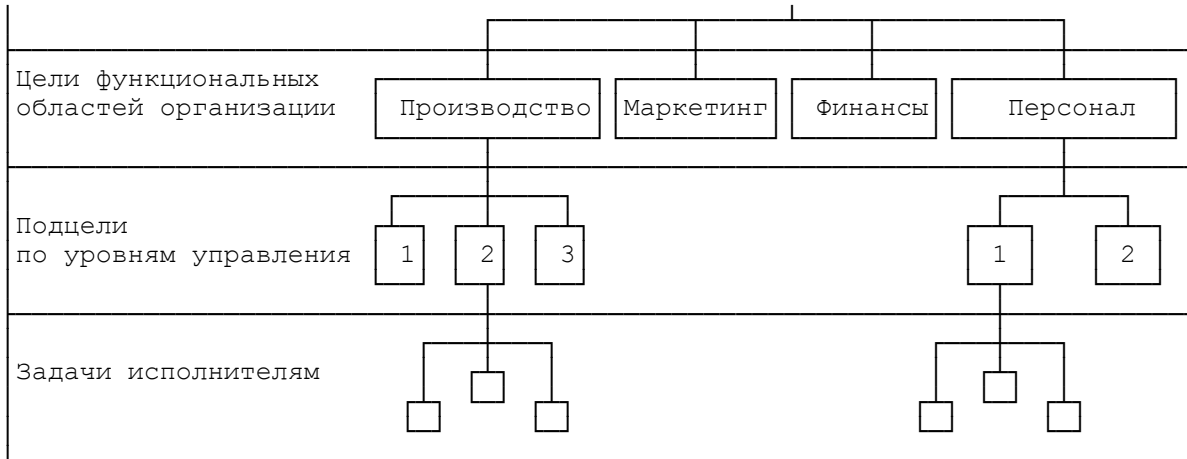 Цели функциональных
областей организации
Производство Маркетинг Финансы Персонал
Подцели
по уровням управления 1 2 3 1 2
Задачи исполнителям